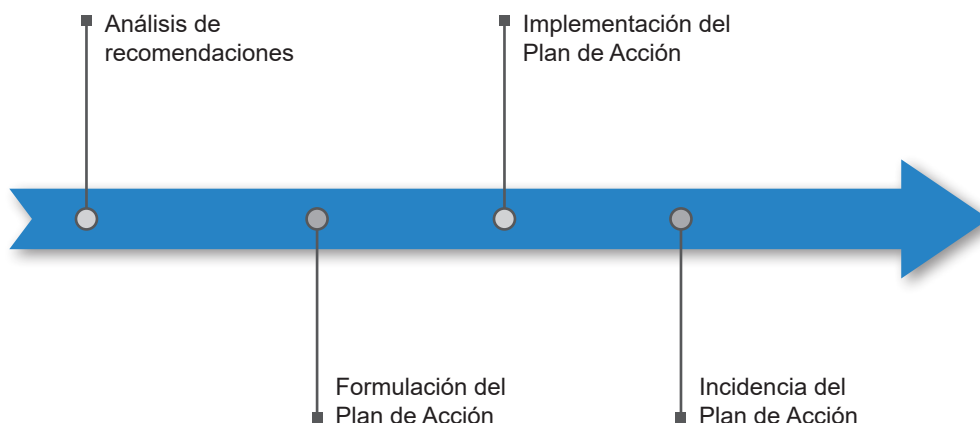 Análisis de
recomendaciones
Implementación del
Plan de Acción
Formulación del
Plan de Acción
Incidencia del
Plan de Acción